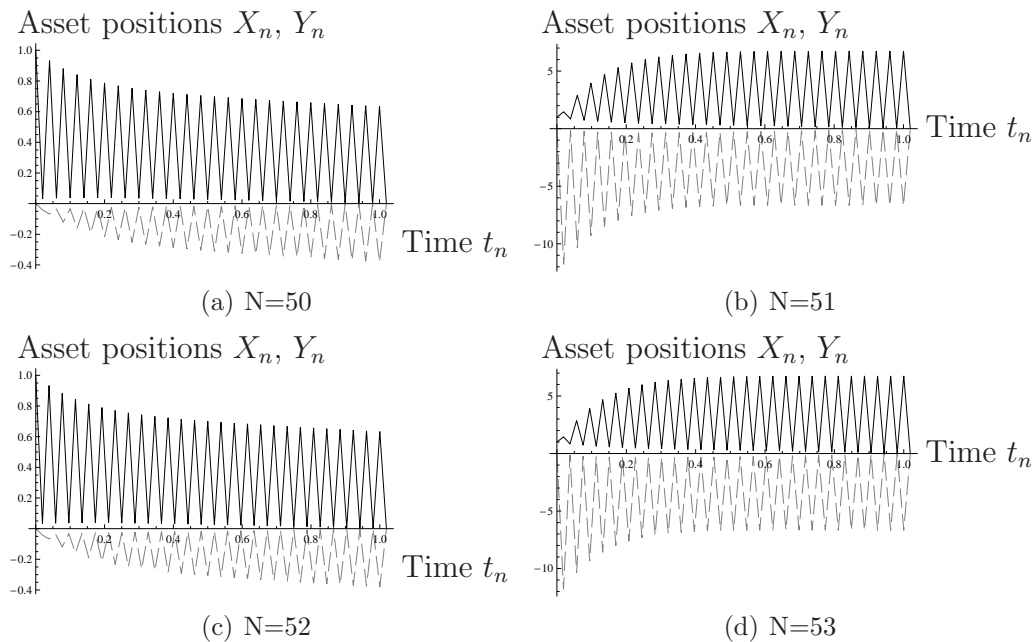 Asset positions Xₙ, Yₙ
1.0
0.8
0.6
0.4
0.2
0.2 0.4 0.6 0.8 1.0
-0.2
-0.4
Time tₙ
(a) N=50
Asset positions Xₙ, Yₙ
5
0.2 0.4 0.6 0.8 1.0
Time tₙ
-5
-10
(b) N=51
Asset positions Xₙ, Yₙ
1.0
0.8
0.6
0.4
0.2
0.2 0.4 0.6 0.8 1.0
-0.2
-0.4
Time tₙ
(c) N=52
Asset positions Xₙ, Yₙ
5
0.2 0.4 0.6 0.8 1.0
Time tₙ
-5
-10
(d) N=53